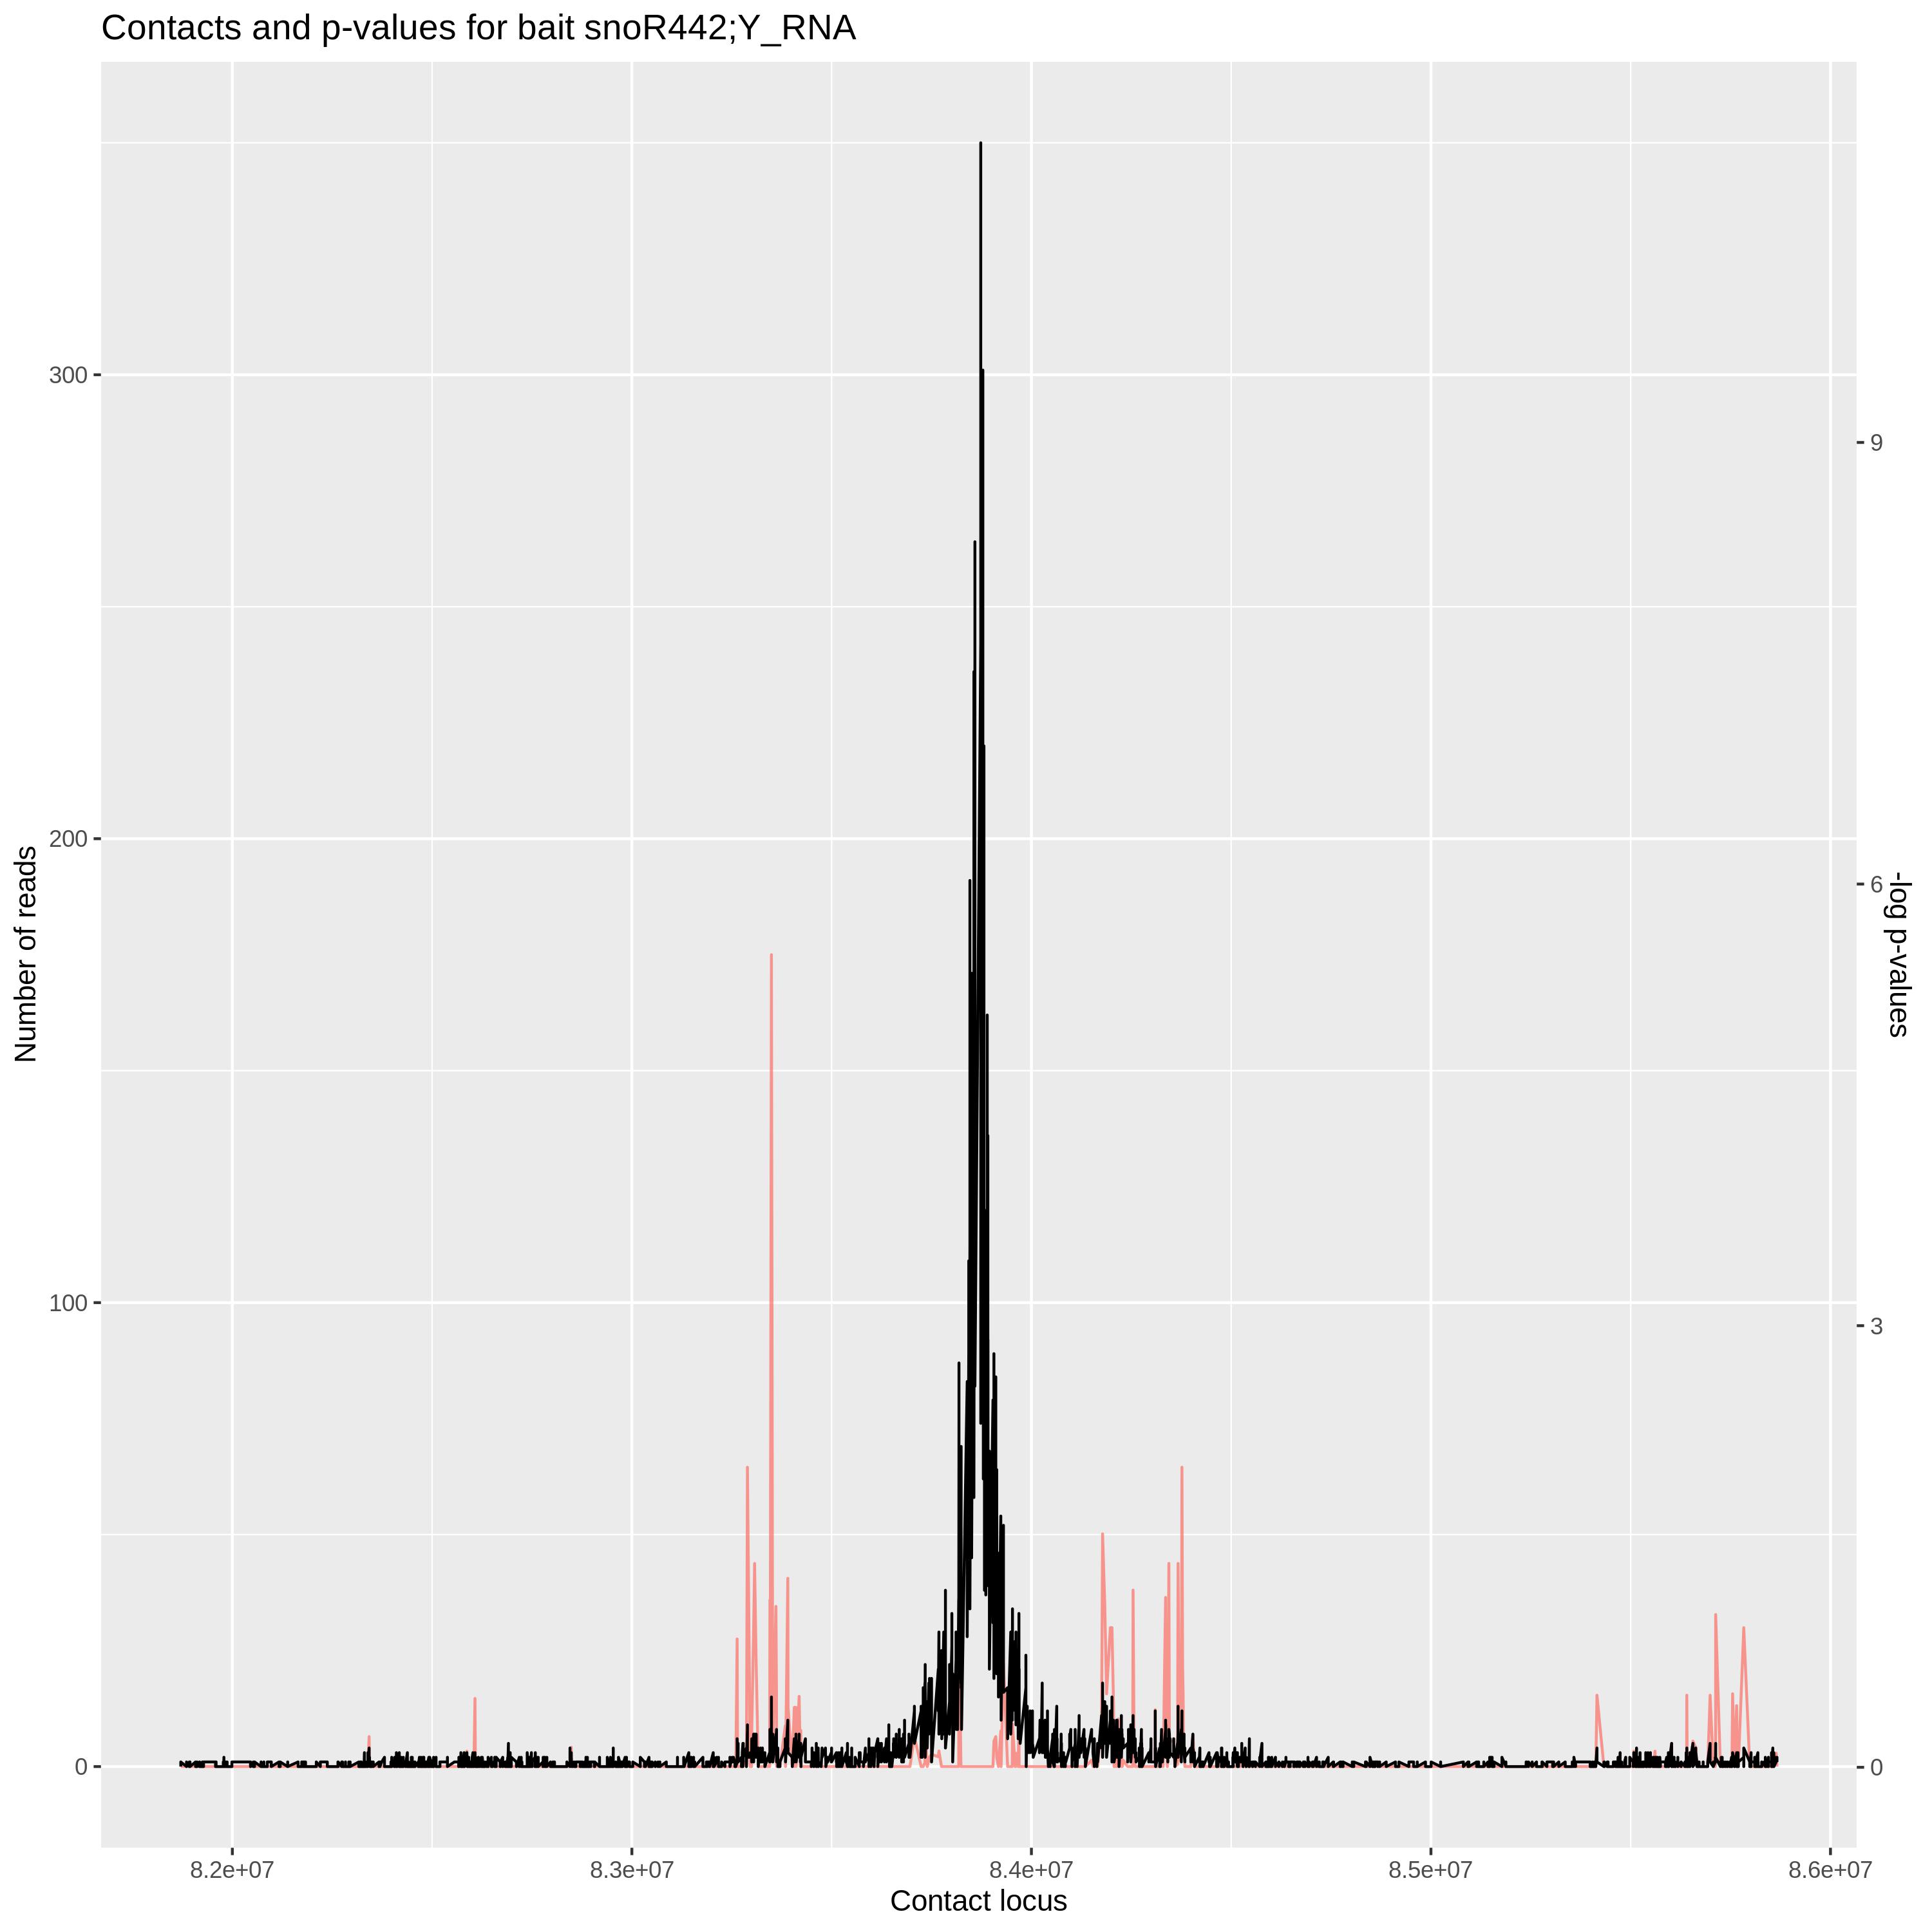 Contacts and p-values for bait snoR442;Y_RNA
Number of reads
300
200
100
0
9
6
3
0
-log p-values
8.2e+07 8.3e+07 8.4e+07 8.5e+07 8.6e+07
Contact locus